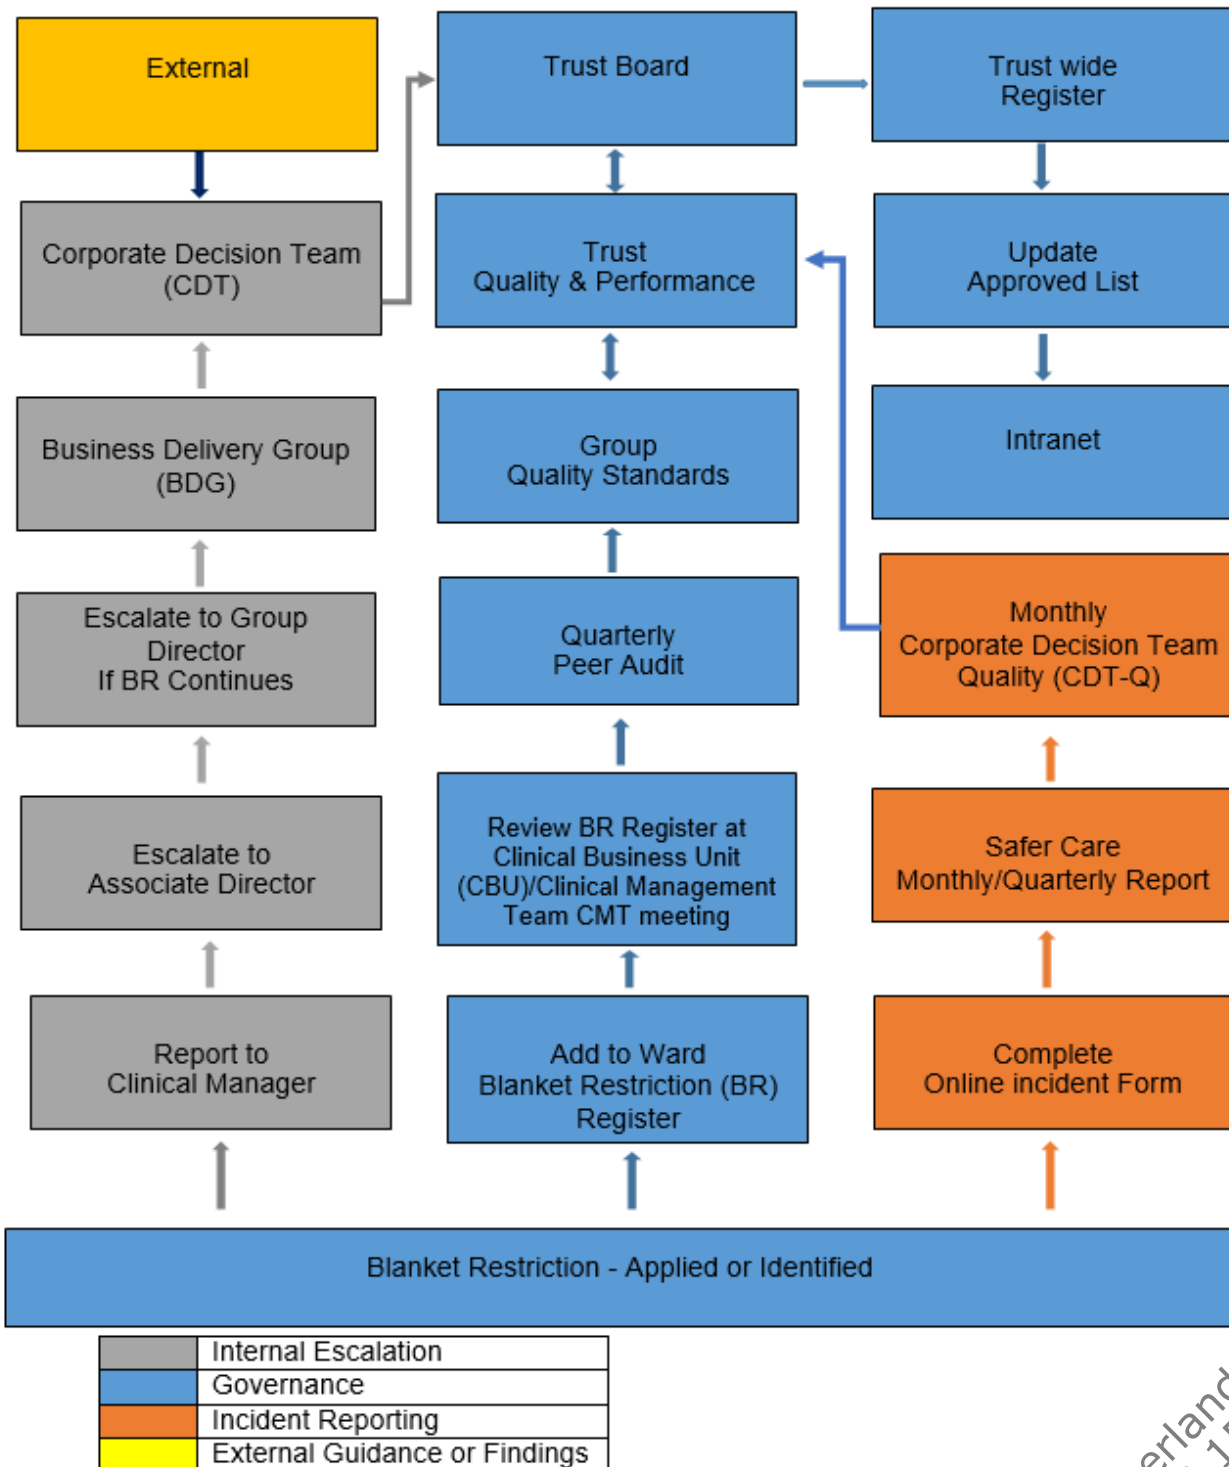 External
Corporate Decision Team
(CDT)
Business Delivery Group
(BDG)
Escalate to Group
Director
If BR Continues
Escalate to
Associate Director
Report to
Clinical Manager
Trust Board
Trust
Quality & Performance
Group
Quality Standards
Quarterly
Peer Audit
Review BR Register at
Clinical Business Unit
(CBU)/Clinical Management
Team CMT meeting
Add to Ward
Blanket Restriction (BR)
Register
Trust wide
Register
Update
Approved List
Intranet
Monthly
Corporate Decision Team
Quality (CDT-Q)
Safer Care
Monthly/Quarterly Report
Complete
Online incident Form
Blanket Restriction - Applied or Identified
Internal Escalation
Governance
Incident Reporting
External Guidance or Findings